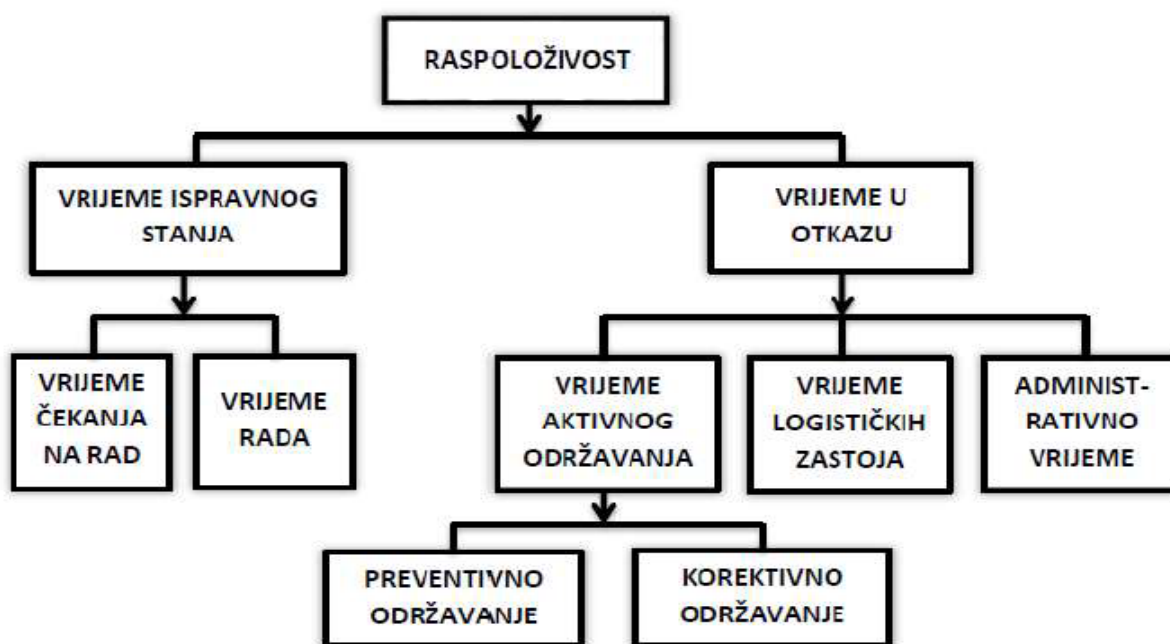 RASPOLOŽIVOST
VRIJEME ISPRAVNOG
STANJA
VRIJEME U
OTKAZU
VRIJEME
ČEKANJA
NA RAD
VRIJEME
RADA
VRIJEME
AKTIVNOG
ODRŽAVANJA
VRIJEME
LOGISTIČKIH
ZASTOJA
ADMINIST-
RATIVNO
VRIJEME
PREVENTIVNO
ODRŽAVANJE
KOREKTIVNO
ODRŽAVANJE